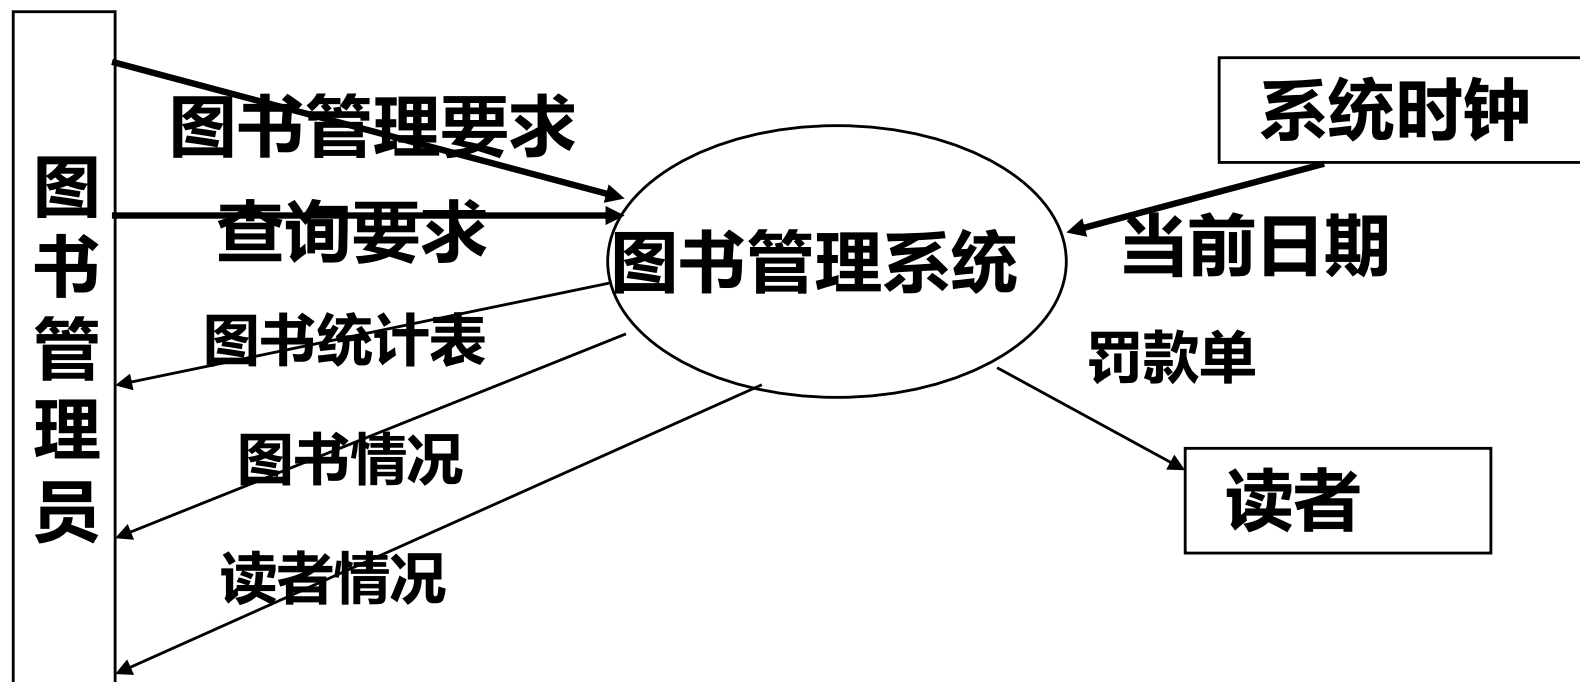 图书管理员
图书管理要求
查询要求
图书统计表
图书情况
读者情况
图书管理系统
系统时钟
当前日期
罚款单
读者